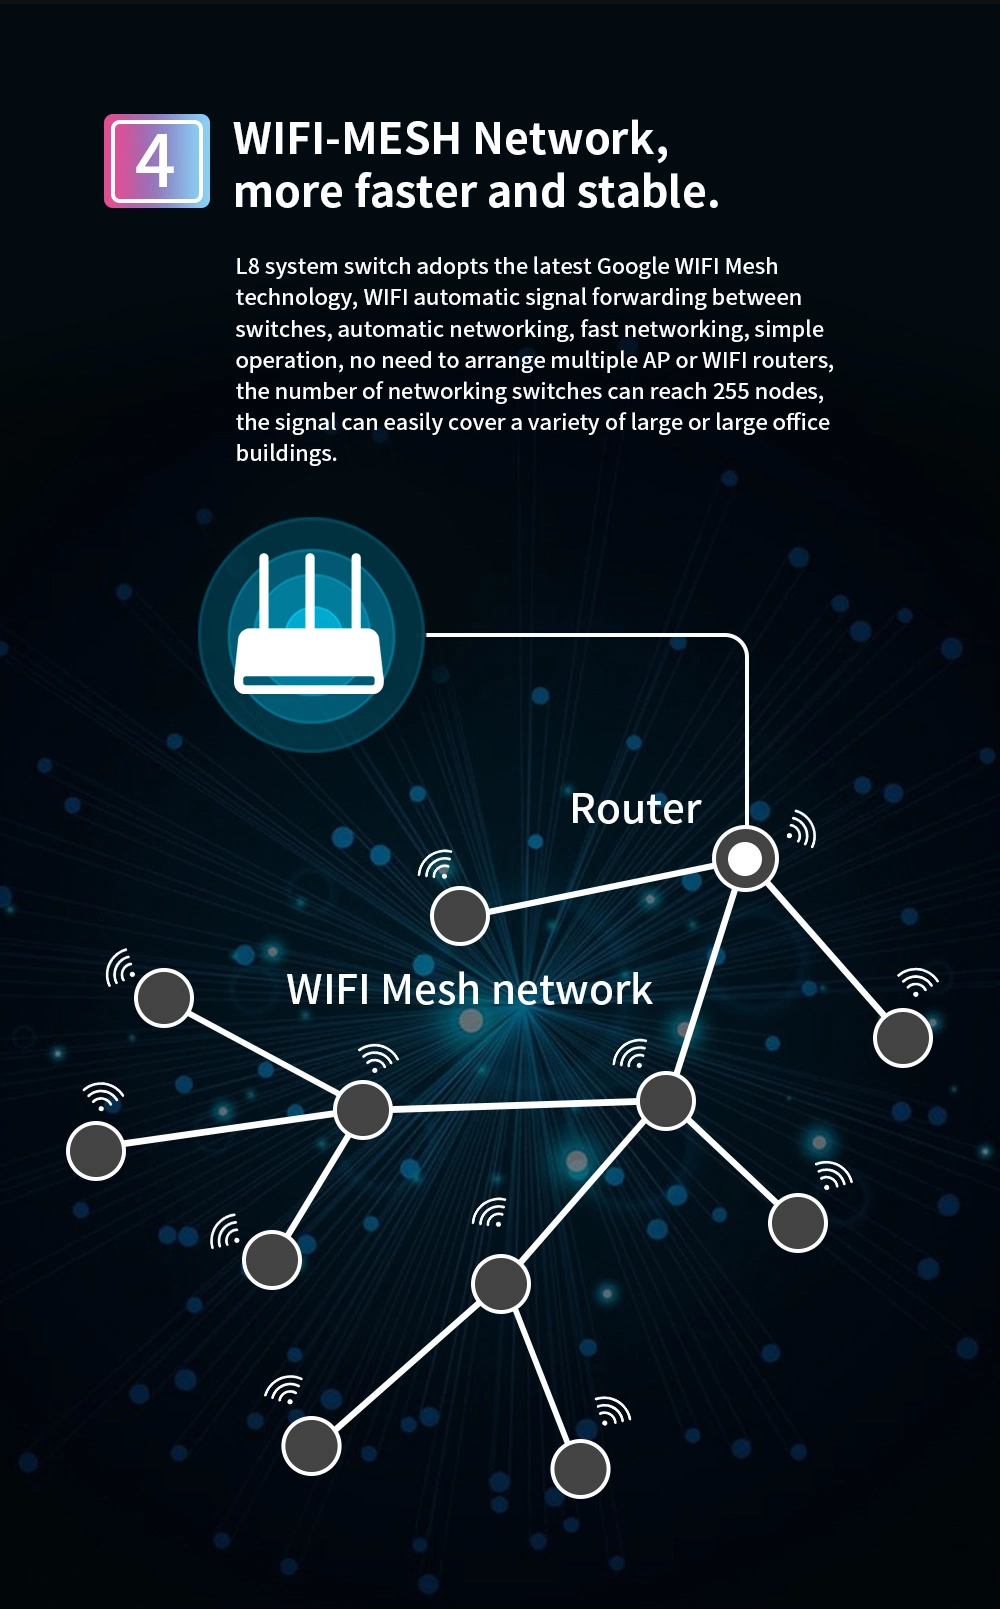 4
WIFI-MESH Network,
more faster and stable.
L8 system switch adopts the latest Google WIFI Mesh
technology, WIFI automatic signal forwarding between
switches, automatic networking, fast networking, simple
operation, no need to arrange multiple AP or WIFI routers,
the number of networking switches can reach 255 nodes,
the signal can easily cover a variety of large or large office
buildings.
Router
WIFI Mesh network